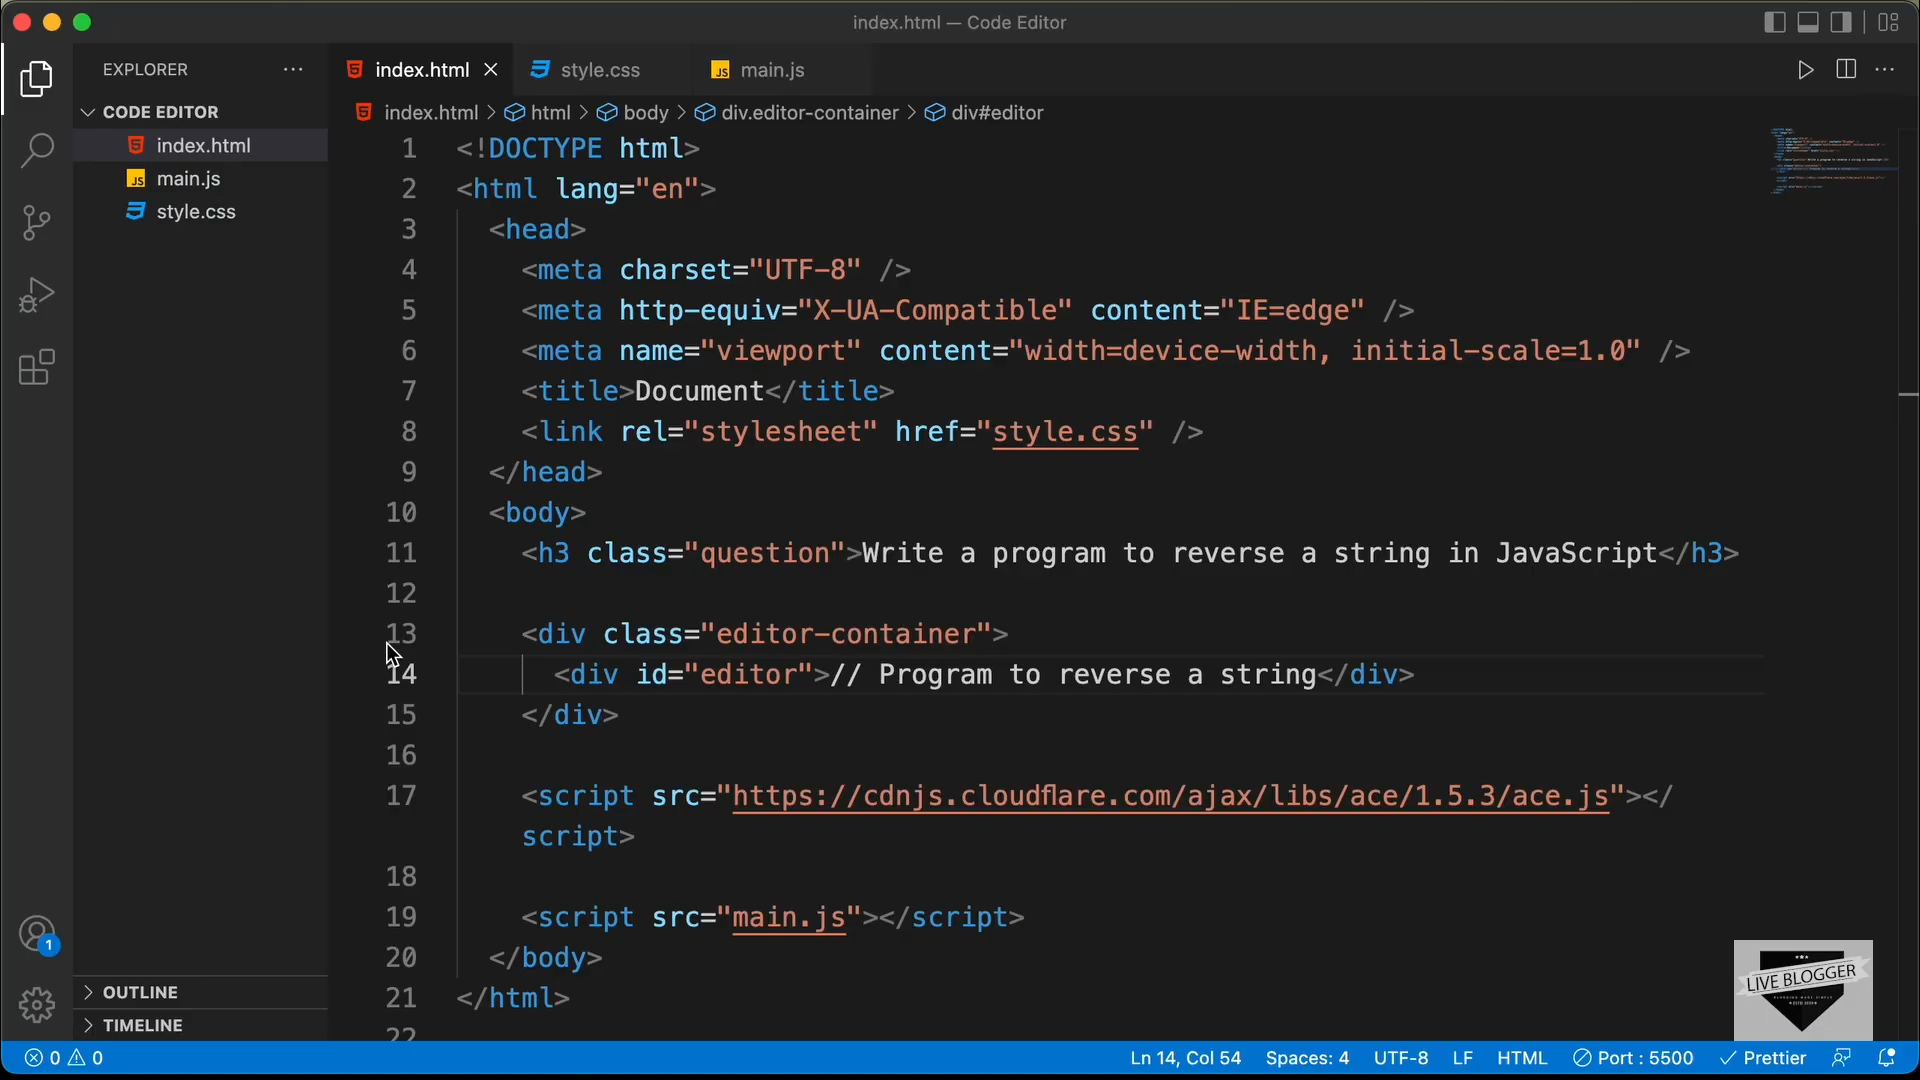 index.html — Code Editor
EXPLORER
CODE EDITOR
index.html
main.js
style.css
OUTLINE
TIMELINE
index.html
style.css
main.js
index.html > html > body > div.editor-container > div#editor
1 <!DOCTYPE html>
2 <html lang="en">
3 <head>
4 <meta charset="UTF-8" />
5 <meta http-equiv="X-UA-Compatible" content="IE=edge" />
6 <meta name="viewport" content="width=device-width, initial-scale=1.0" />
7 <title>Document</title>
8 <link rel="stylesheet" href="style.css" />
9 </head>
10 <body>
11 <h3 class="question">Write a program to reverse a string in JavaScript</h3>
12
13 <div class="editor-container">
14 <div id="editor">// Program to reverse a string</div>
15 </div>
16
17 <script src="https://cdnjs.cloudflare.com/ajax/libs/ace/1.5.3/ace.js"></
script>
18
19 <script src="main.js"></script>
20 </body>
21 </html>
22
1
LIVE BLOGGER
0 0
Ln 14, Col 54 Spaces: 4 UTF-8 LF HTML Port : 5500 Prettier